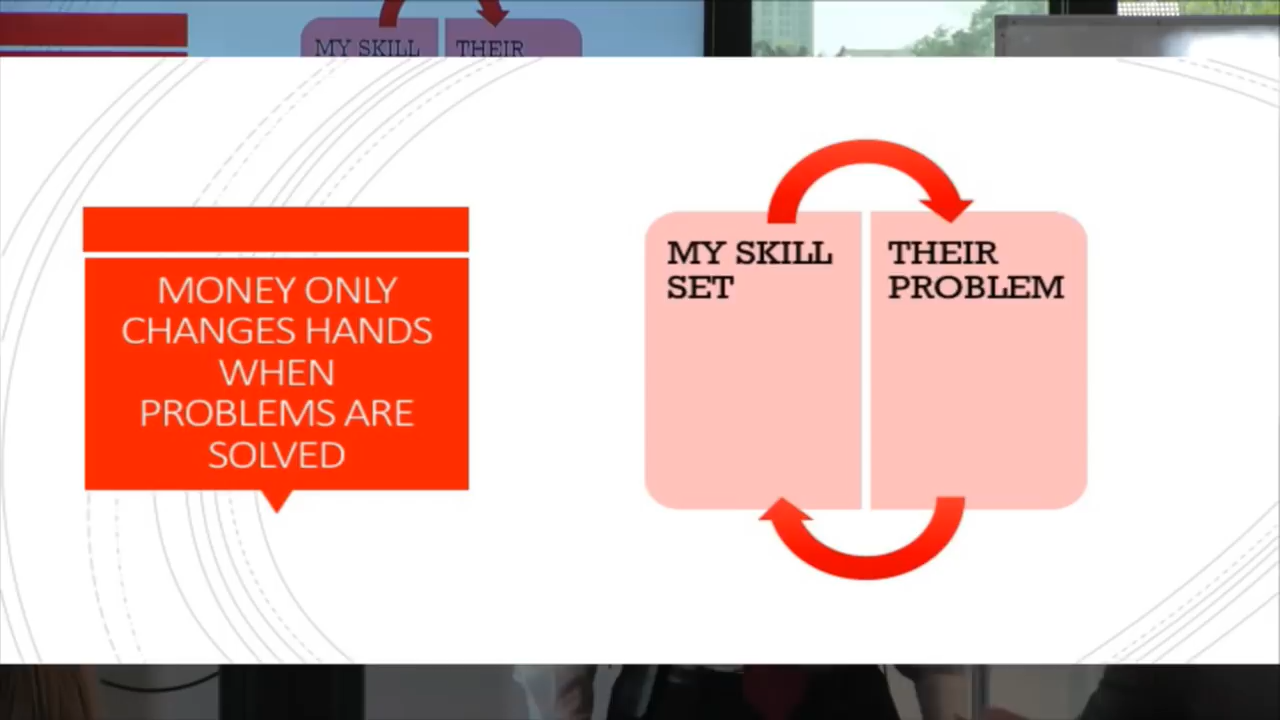 MY SKILL
THEIR
MONEY ONLY
CHANGES HANDS
WHEN
PROBLEMS ARE
SOLVED
MY SKILL
SET
THEIR
PROBLEM